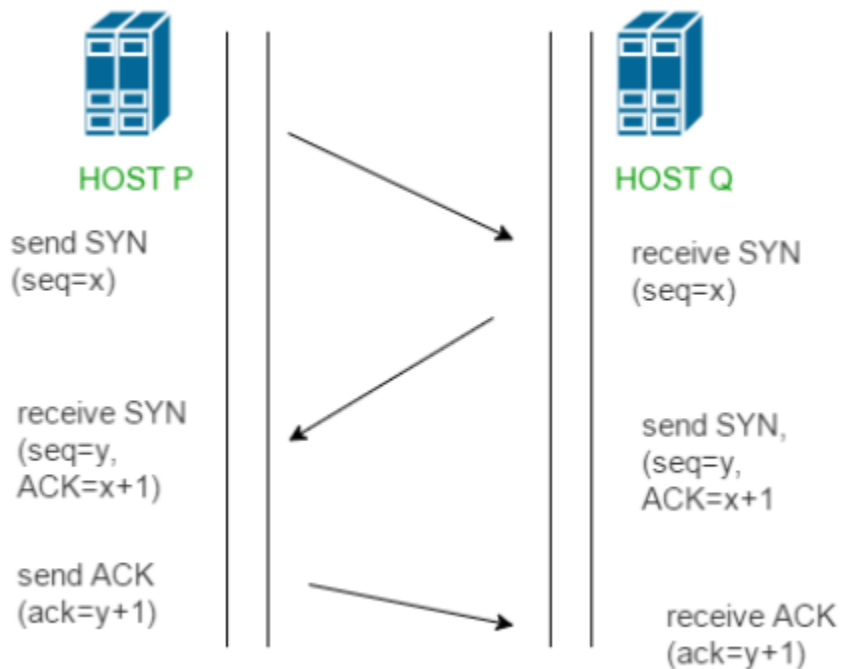 HOST P
HOST Q
send SYN
(seq=x)
receive SYN
(seq=x)
receive SYN
(seq=y,
ACK=x+1)
send SYN,
(seq=y,
ACK=x+1
send ACK
(ack=y+1)
receive ACK
(ack=y+1)